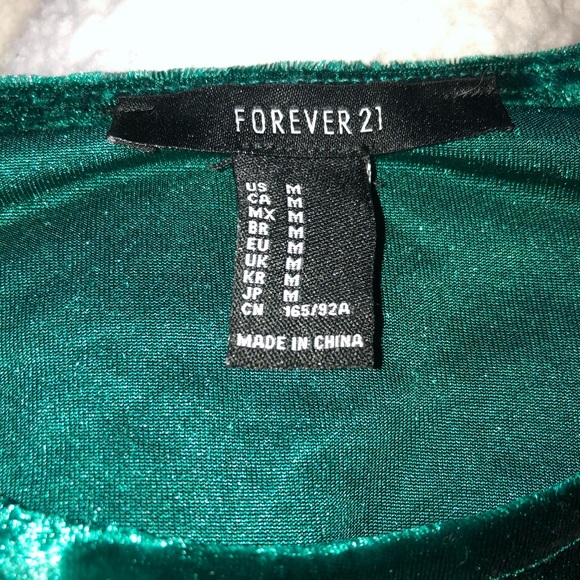 FOREVER 21
US M
CA M
MX M
BR M
EU M
UK M
KR M
JP M
CN 165/92A
MADE IN CHINA